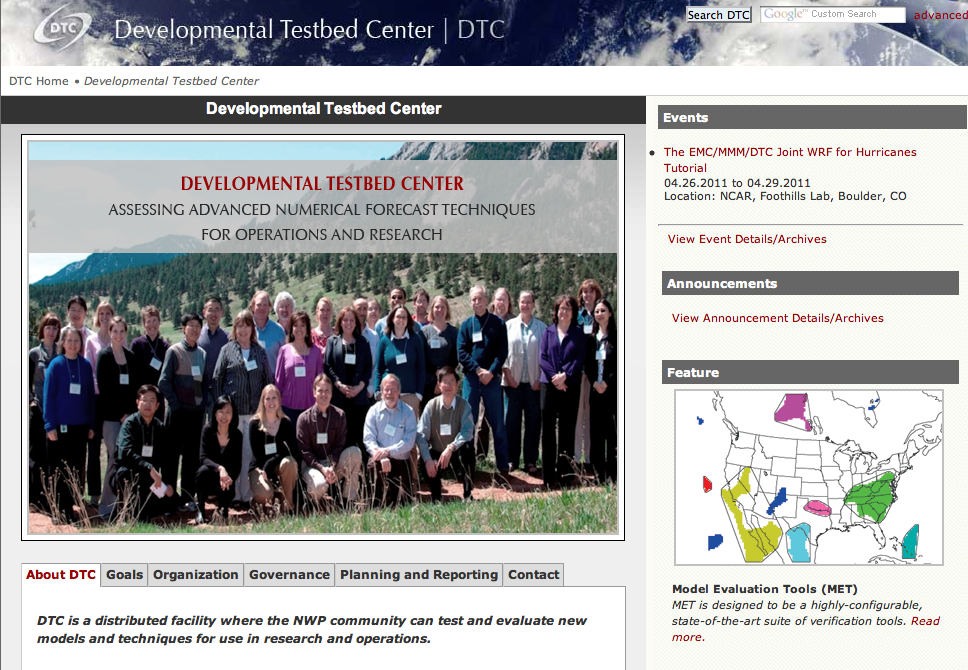 DTC
Developmental Testbed Center | DTC
Search DTC
Google™ Custom Search
advanced
DTC Home • Developmental Testbed Center
Developmental Testbed Center
DEVELOPMENTAL TESTBED CENTER
ASSESSING ADVANCED NUMERICAL FORECAST TECHNIQUES
FOR OPERATIONS AND RESEARCH
About DTC
Goals
Organization
Governance
Planning and Reporting
Contact
DTC is a distributed facility where the NWP community can test and evaluate new
models and techniques for use in research and operations.
Events
• The EMC/MMM/DTC Joint WRF for Hurricanes
Tutorial
04.26.2011 to 04.29.2011
Location: NCAR, Foothills Lab, Boulder, CO
View Event Details/Archives
Announcements
View Announcement Details/Archives
Feature
Model Evaluation Tools (MET)
MET is designed to be a highly-configurable,
state-of-the-art suite of verification tools. Read
more.